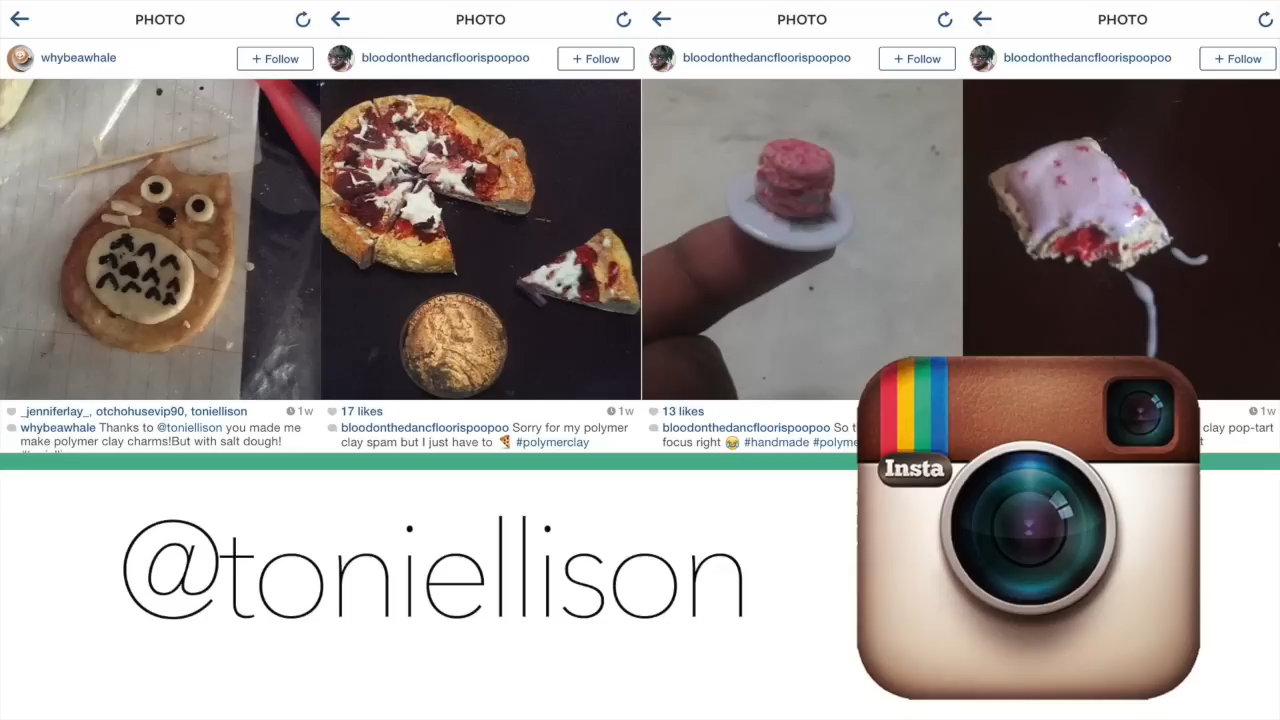 PHOTO
PHOTO
PHOTO
PHOTO
whybeawhale
+ Follow
bloodonthedancfloorispoopoo
+ Follow
bloodonthedancfloorispoopoo
+ Follow
bloodonthedancfloorispoopoo
+ Follow
_jenniferlay_, otchohusevip90, toniellison
1w
whybeawhale Thanks to @toniellison you made me
make polymer clay charms!But with salt dough!
17 likes
1w
bloodonthedancfloorispoopoo Sorry for my polymer
clay spam but I just have to 🍕 #polymerclay
13 likes
bloodonthedancfloorispoopoo So
focus right 😂 #handmade #polyme
1w
clay pop-tart
Insta
@toniellison